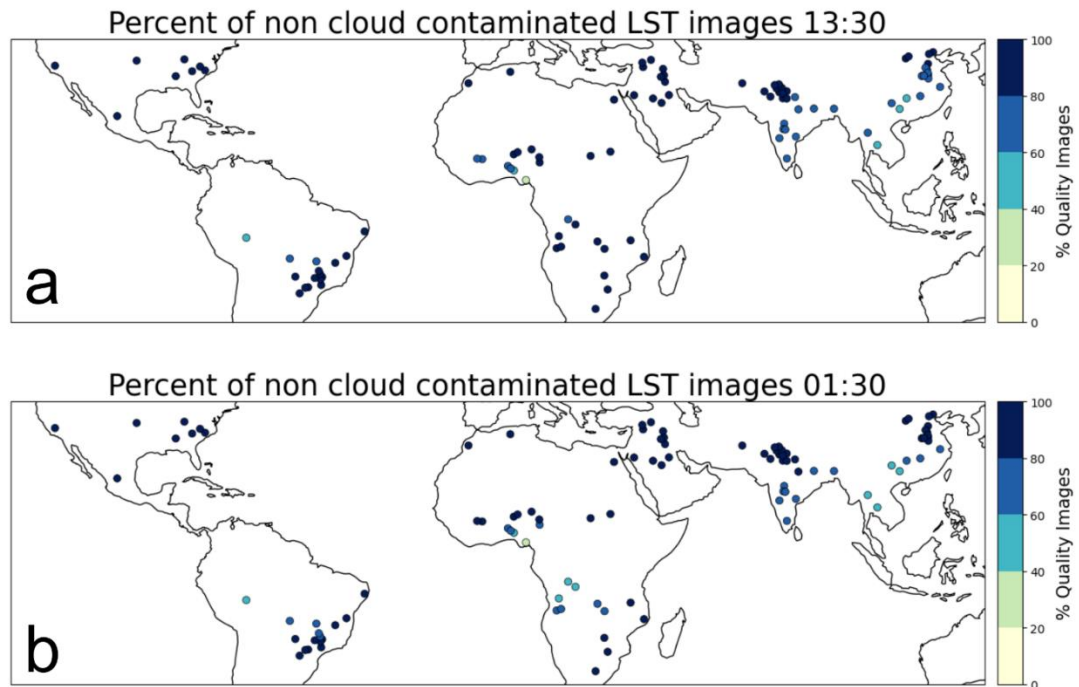 Percent of non cloud contaminated LST images 13:30
a
100
80
60
40
20
0
% Quality Images
Percent of non cloud contaminated LST images 01:30
b
100
80
60
40
20
0
% Quality Images